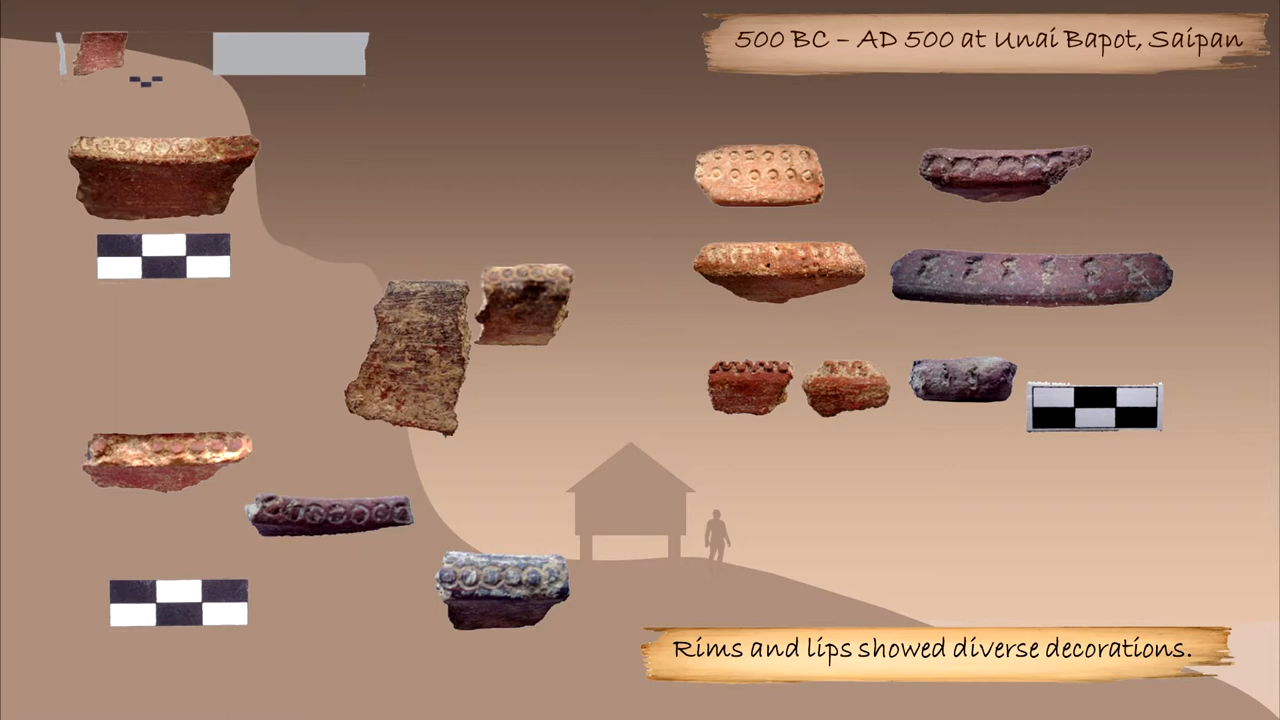 500 BC – AD 500 at Unai Bapot, Saipan
Rims and lips showed diverse decorations.